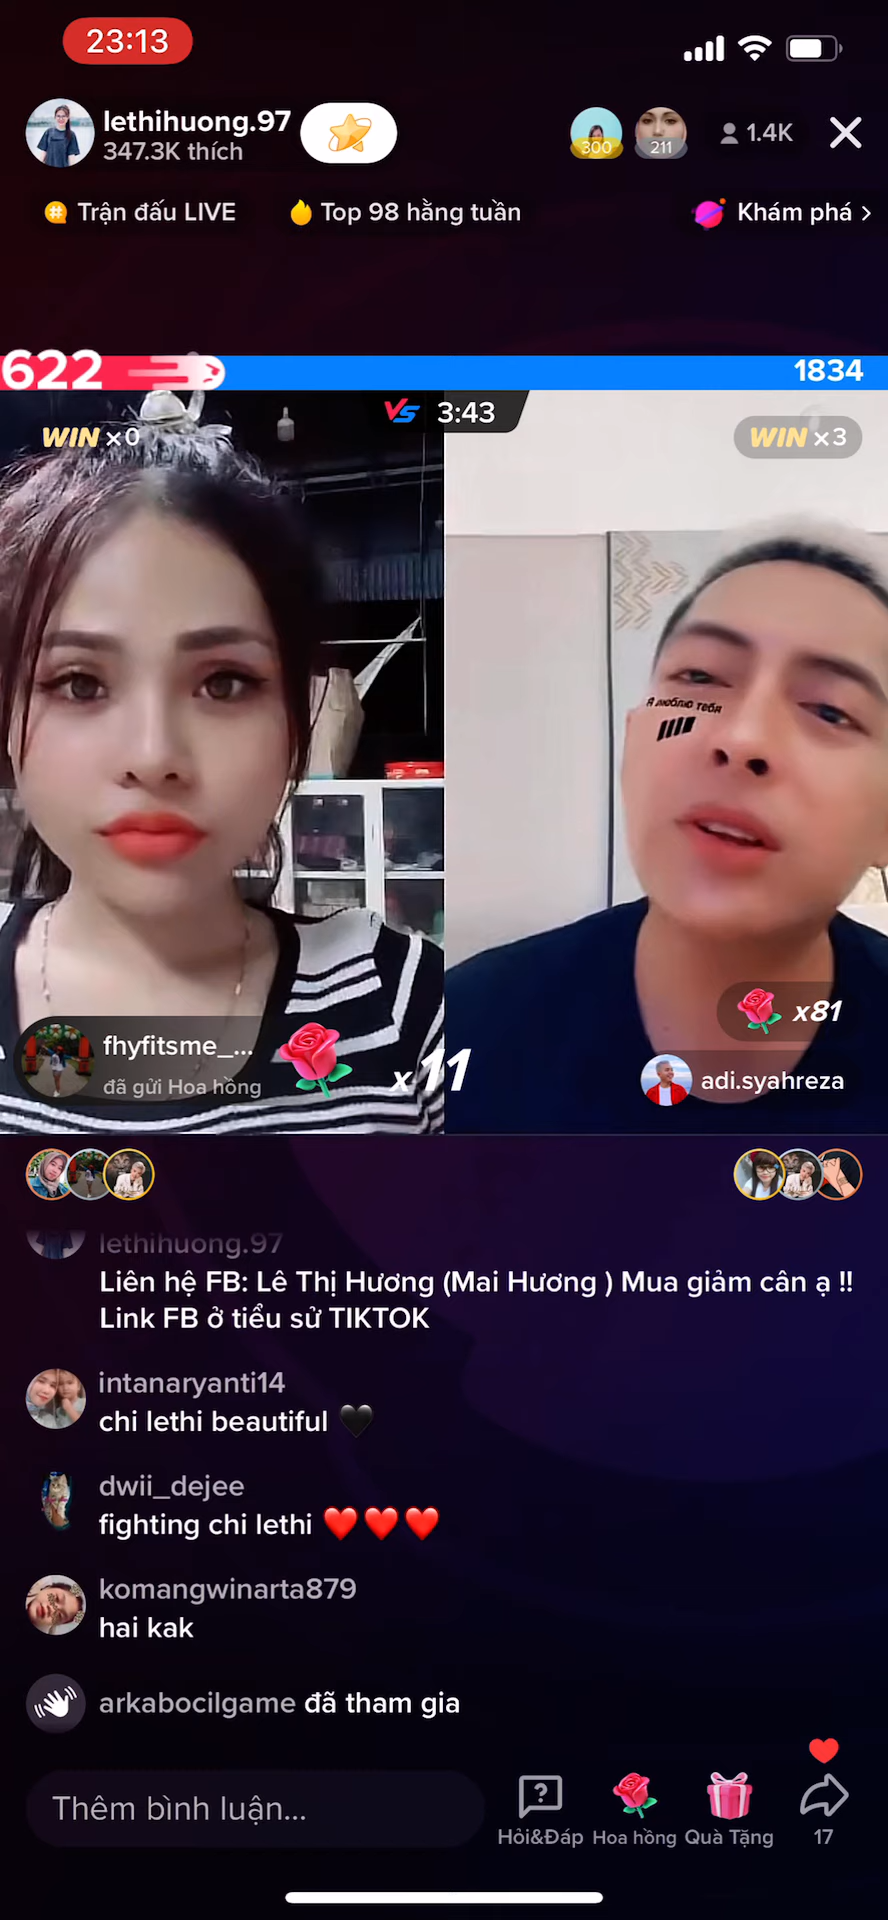 23:13
lethihuong.97
347.3K thích
300
211
1.4K
Trận đấu LIVE
Top 98 hằng tuần
Khám phá >
622
1834
WIN x0
VS 3:43
WIN x3
Я люблю тебя
fhyfitsme_...
đã gửi Hoa hồng
x11
x81
adi.syahreza
lethihuong.97
Liên hệ FB: Lê Thị Hương (Mai Hương ) Mua giảm cân ạ !!
Link FB ở tiểu sử TIKTOK
intanaryanti14
chi lethi beautiful 🖤
dwii_dejee
fighting chi lethi ❤️❤️❤️
komangwinarta879
hai kak
arkabocilgame đã tham gia
Thêm bình luận...
Hỏi&Đáp
Hoa hồng
Quà Tặng
17